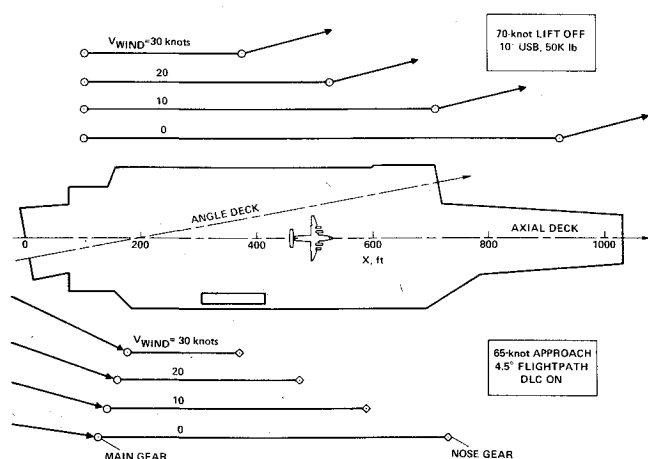 V WIND = 30 knots
20
10
0
70-knot LIFT OFF
10° USB, 50K lb
ANGLE DECK
AXIAL DECK
0 200 400 600 800 1000
X, ft
V WIND = 30 knots
20
10
0
MAIN GEAR
NOSE GEAR
65-knot APPROACH
4.5° FLIGHTPATH
DLC ON